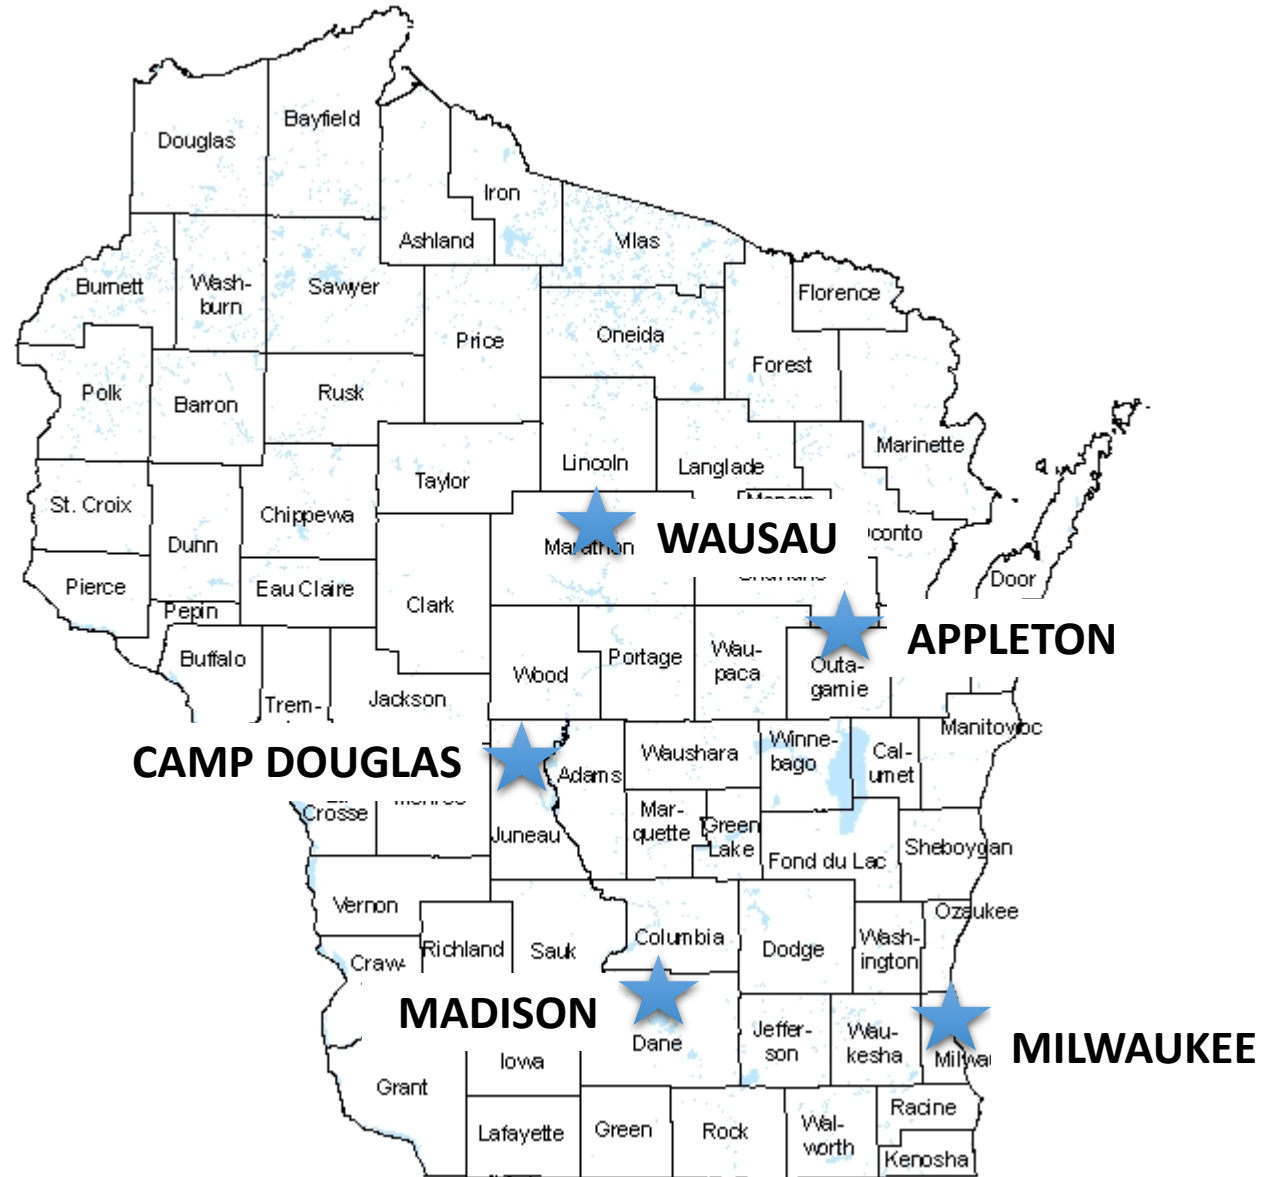 Bayfield
Douglas
Iron
Ashland
Vilas
Burnett
Wash-
burn
Sawyer
Florence
Price
Oneida
Forest
Polk
Barron
Rusk
Marinette
Lincoln
Langlade
Taylor
St. Croix
Chippewa
Dunn
Marathon
WAUSAU
conto
Pierce
Eau Claire
Door
Clark
Pepin
APPLETON
Buffalo
Wood
Portage
Wau-
paca
Outa-
gamie
Trem-
Jackson
Manitowoc
CAMP DOUGLAS
Adams
Waushara
Winne-
bago
Cal-
umet
Crosse
Juneau
Mar-
quette
Green
Lake
Fond du Lac
Sheboygan
Vernon
Ozaukee
Richland
Sauk
Columbia
Dodge
Wash-
ington
Craw-
MADISON
Dane
Jeffer-
son
Wau-
kesha
Milwau
MILWAUKEE
Iowa
Grant
Racine
Lafayette
Green
Rock
Wal-
worth
Kenosha